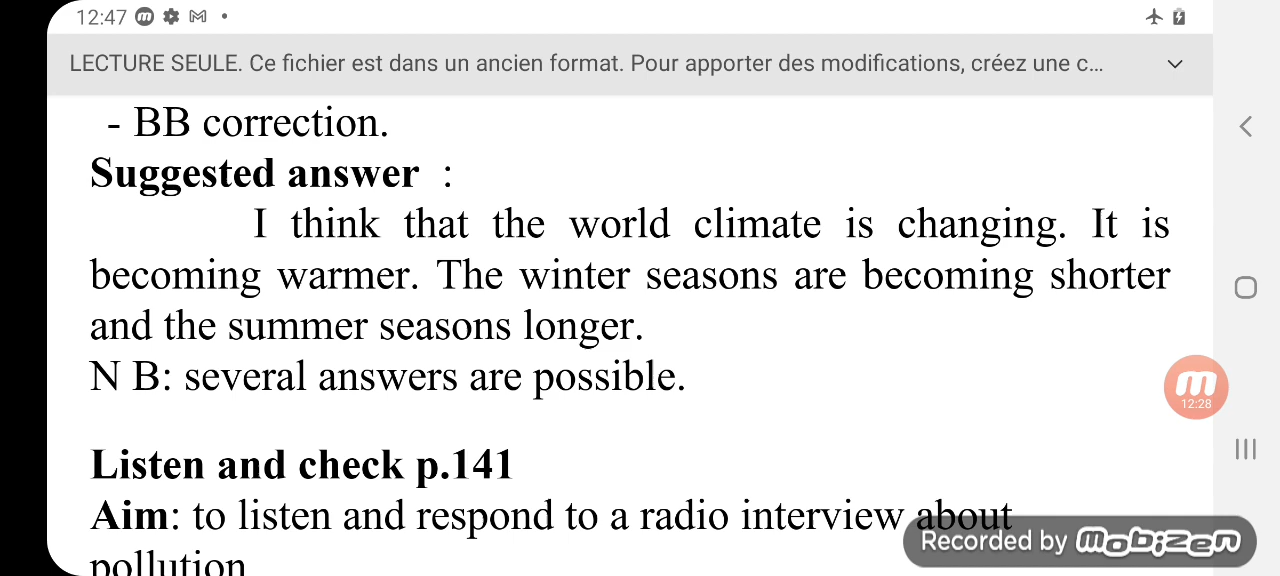 12:47
LECTURE SEULE. Ce fichier est dans un ancien format. Pour apporter des modifications, créez une c...
- BB correction.
Suggested answer :
I think that the world climate is changing. It is
becoming warmer. The winter seasons are becoming shorter
and the summer seasons longer.
N B: several answers are possible.
m
12:28
Listen and check p.141
Aim: to listen and respond to a radio interview about
pollution
Recorded by mobizen